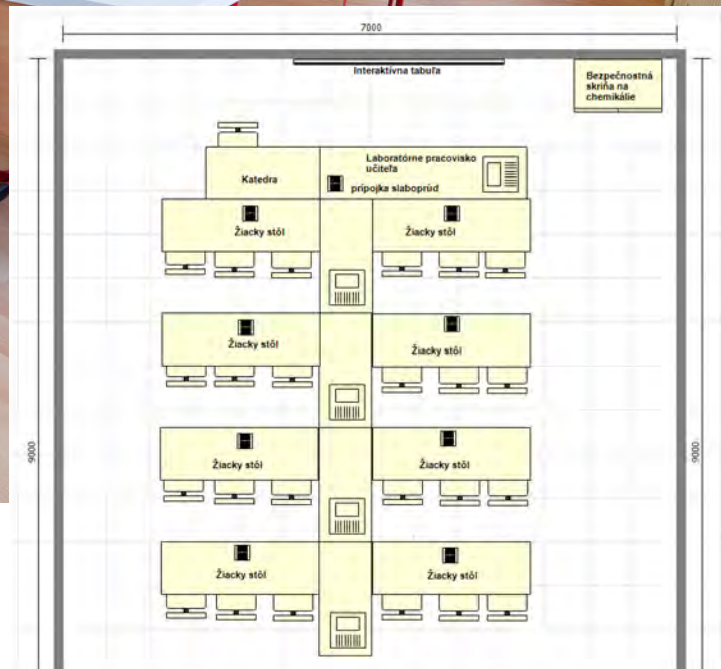 7000
Interaktívna tabuľa
Bezpečnostná
skriňa na
chemikálie
Laboratórne pracovisko
učiteľa
Katedra
prípojka slaboprúd
Žiacky stôl
Žiacky stôl
Žiacky stôl
Žiacky stôl
9000
9000
Žiacky stôl
Žiacky stôl
Žiacky stôl
Žiacky stôl